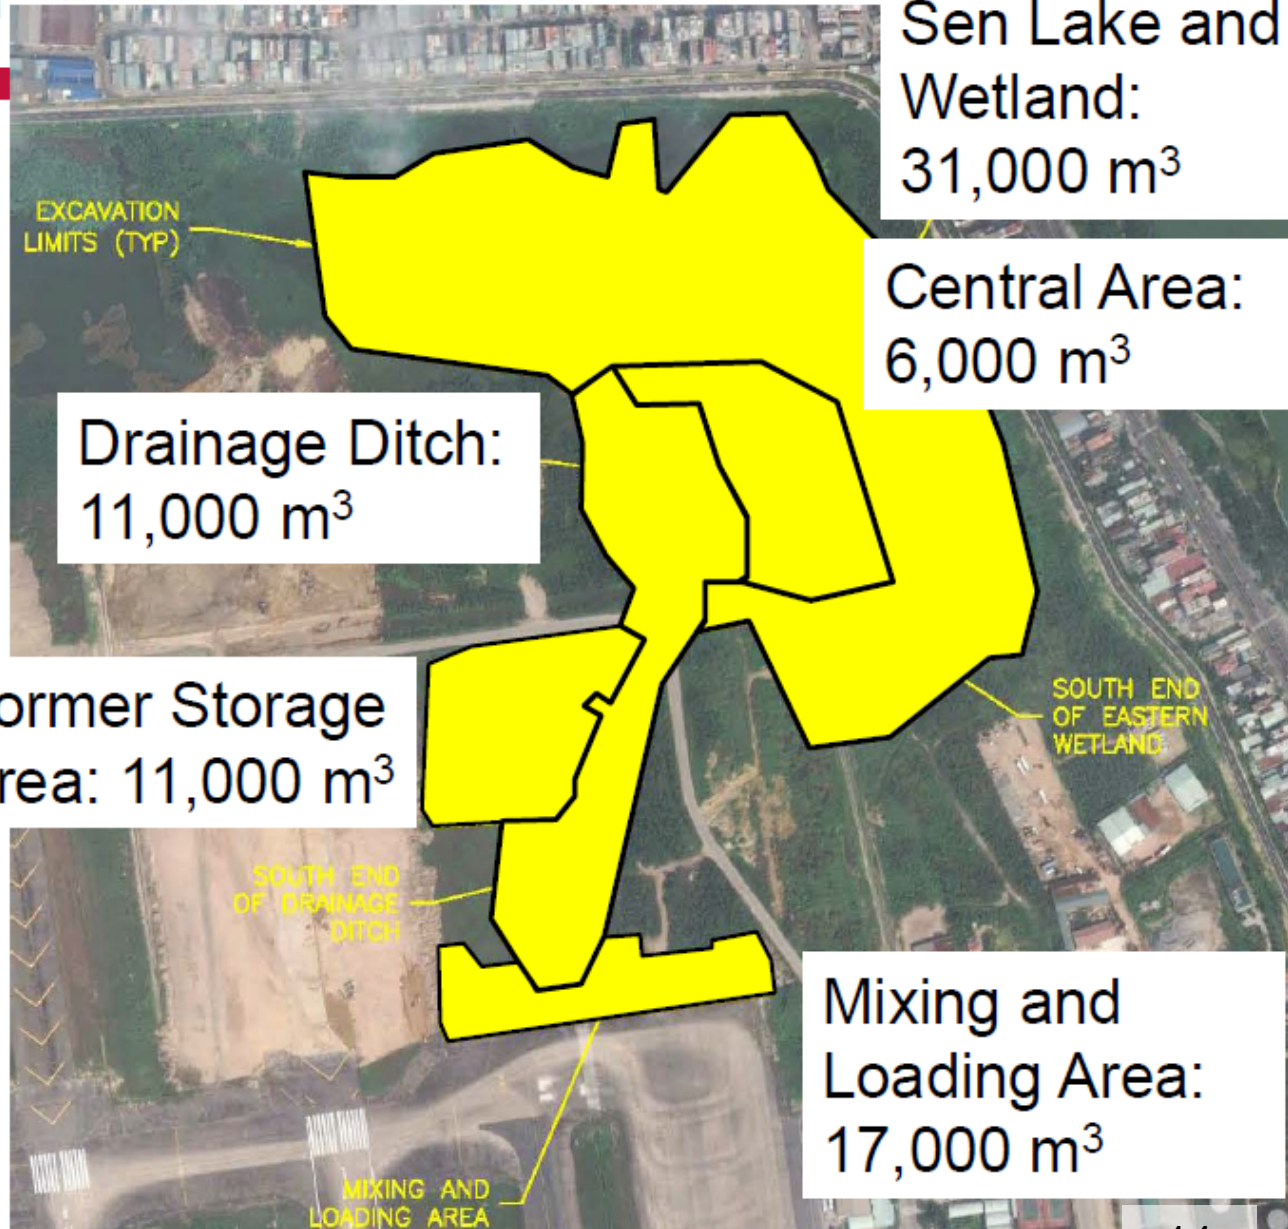 Sen Lake and
Wetland:
31,000 m³
EXCAVATION
LIMITS (TYP)
Central Area:
6,000 m³
Drainage Ditch:
11,000 m³
ormer Storage
rea: 11,000 m³
SOUTH END
OF EASTERN
WETLAND
SOUTH END
OF DRAINAGE
DITCH
Mixing and
Loading Area:
17,000 m³
MIXING AND
LOADING AREA